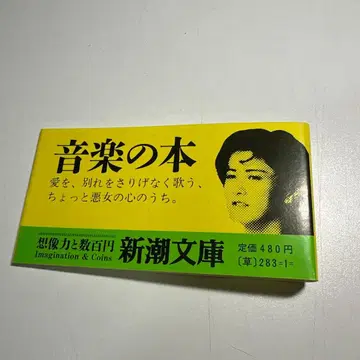 音楽の本
愛を、別れをさりげなく歌う、
ちょっと悪女の心のうち。
想像力と数百円
Imagination & Coins
新潮文庫
定価480円
〔草〕283=1=